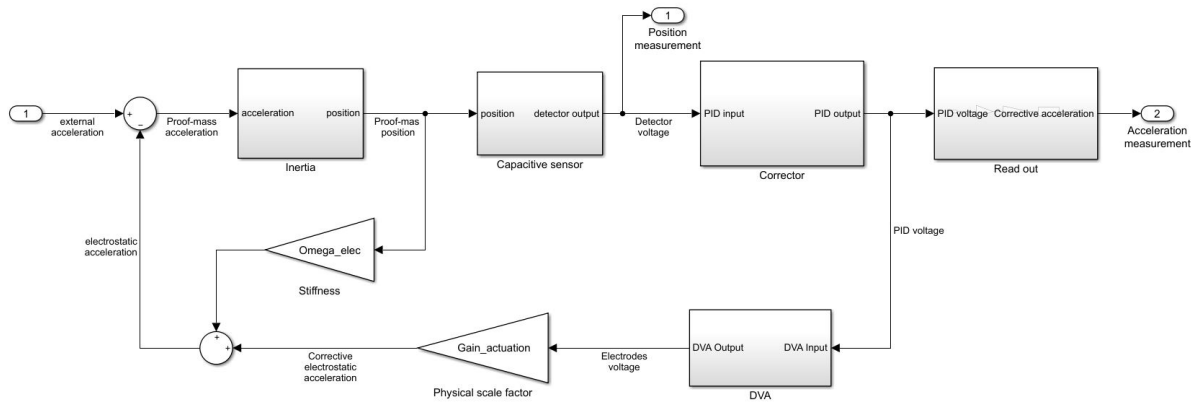 1
Position
measurement
1
external
acceleration
+
−
Proof-mass
acceleration
acceleration
position
Inertia
Proof-mas
position
position
detector output
Capacitive sensor
Detector
voltage
PID input
PID output
Corrector
PID voltage
Corrective acceleration
Read out
2
Acceleration
measurement
electrostatic
acceleration
Omega_elec
Stiffness
PID voltage
+
+
Corrective
electrostatic
acceleration
Gain_actuation
Physical scale factor
Electrodes
voltage
DVA Output
DVA Input
DVA